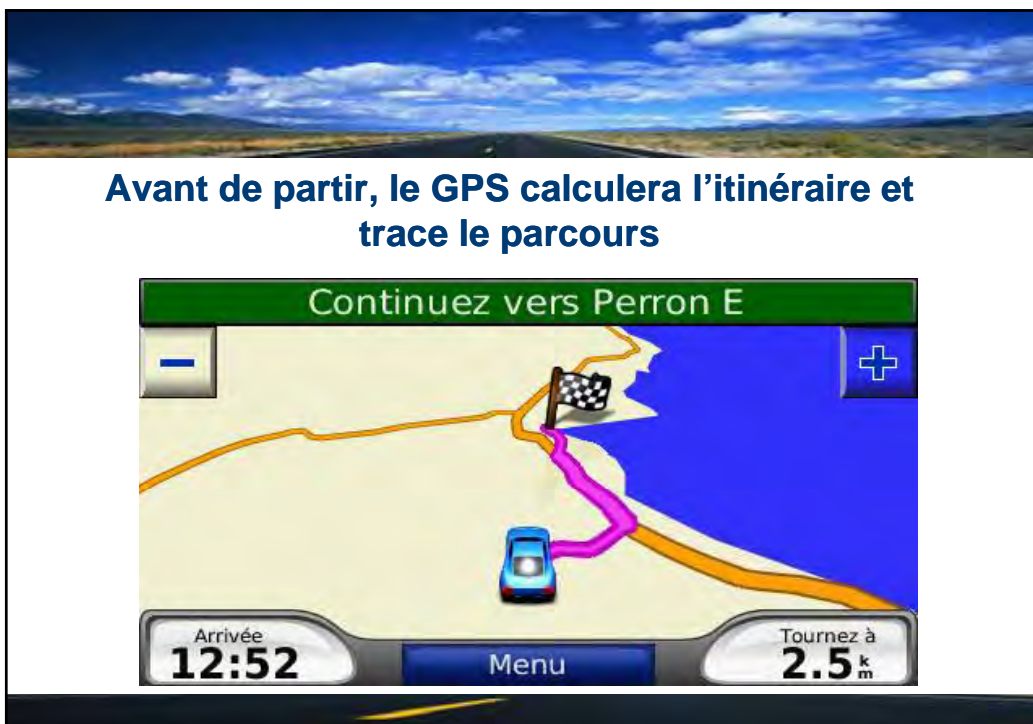 Avant de partir, le GPS calculera l’itinéraire et
trace le parcours
Continuez vers Perron E
Arrivée
12:52
Menu
Tournez à
2.5 km